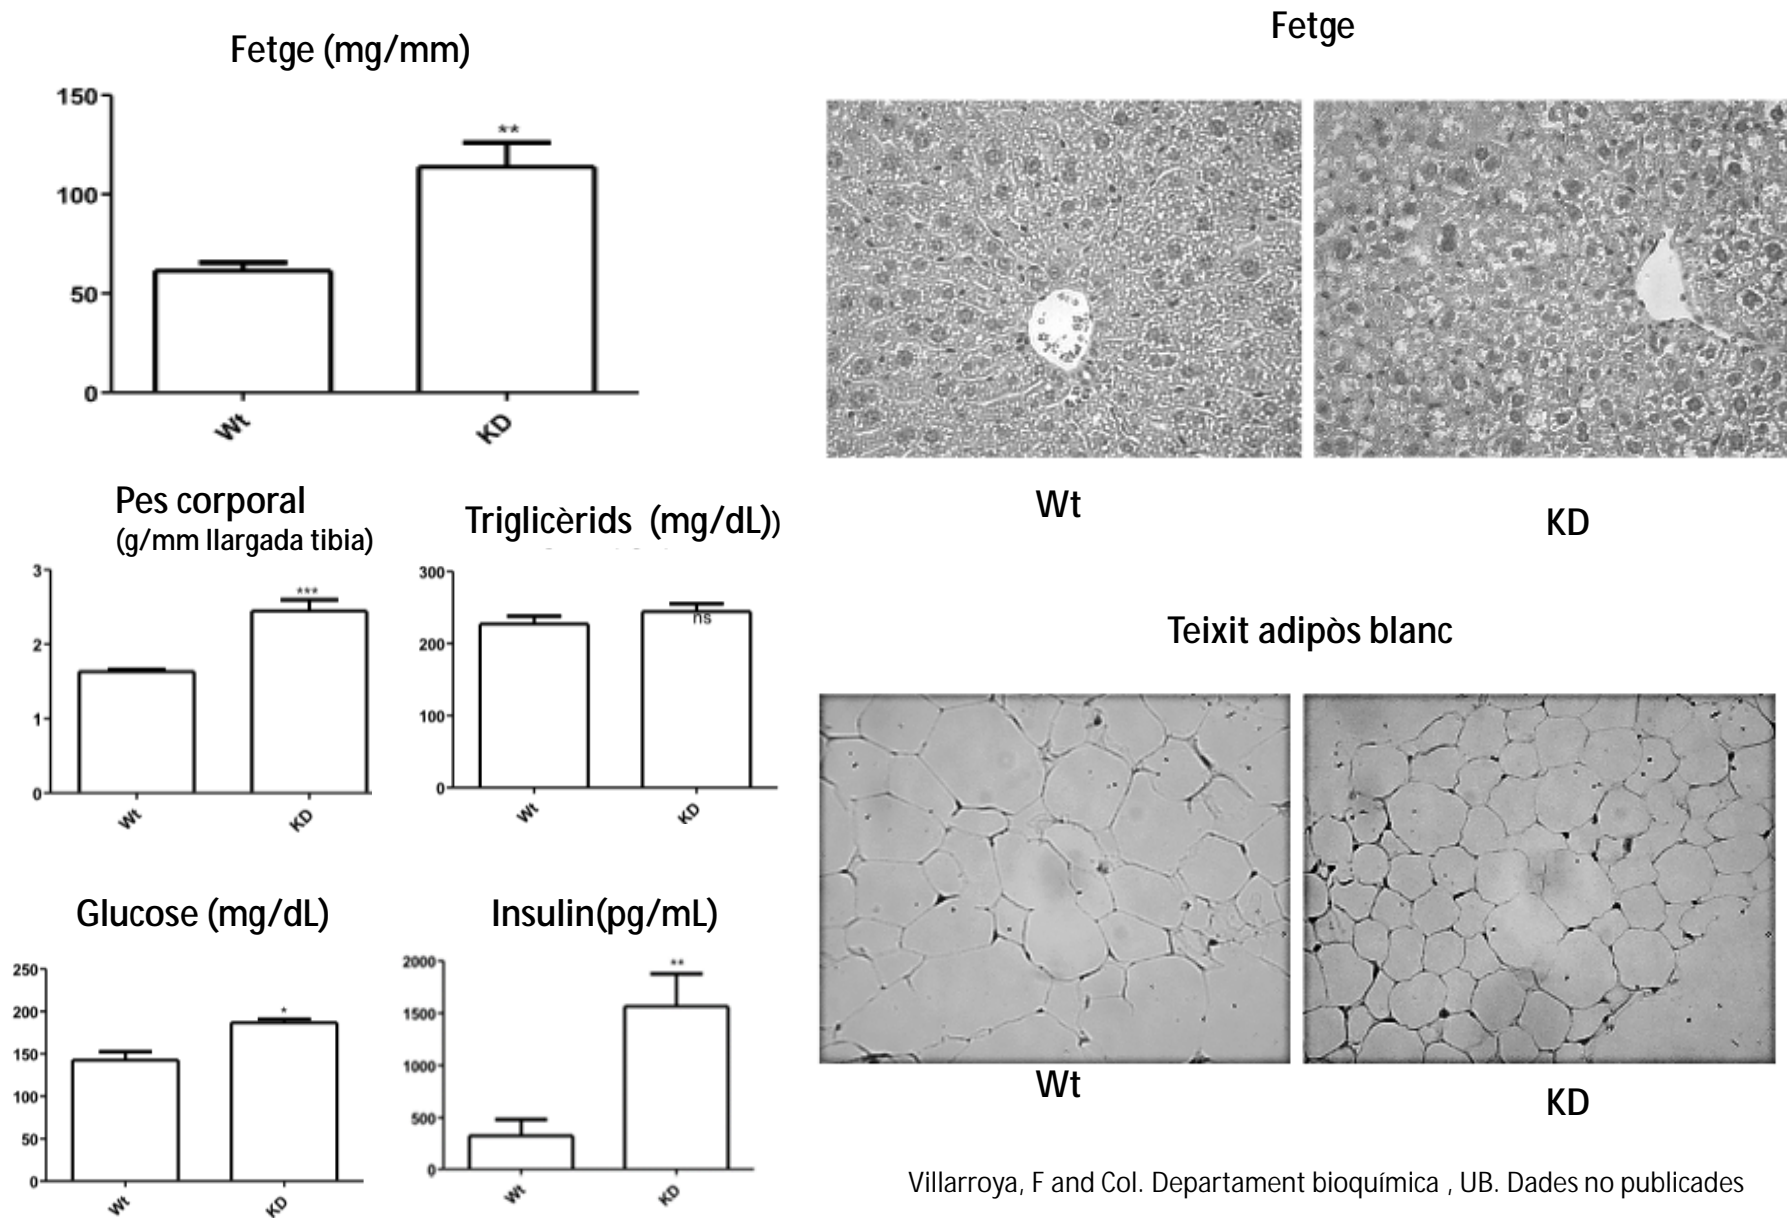 Fetge (mg/mm)
150
100
50
0
**
Wt
KD
Pes corporal
(g/mm llargada tibia)
3
2
1
0
***
Wt
KD
Triglicèrids (mg/dL))
300
200
100
0
ns
Wt
KD
Glucose (mg/dL)
250
200
150
100
50
0
*
Wt
KD
Insulin(pg/mL)
2000
1500
1000
500
0
**
Wt
KD
Fetge
Wt
KD
Teixit adipòs blanc
Wt
KD
Villarroya, F and Col. Departament bioquímica , UB. Dades no publicades